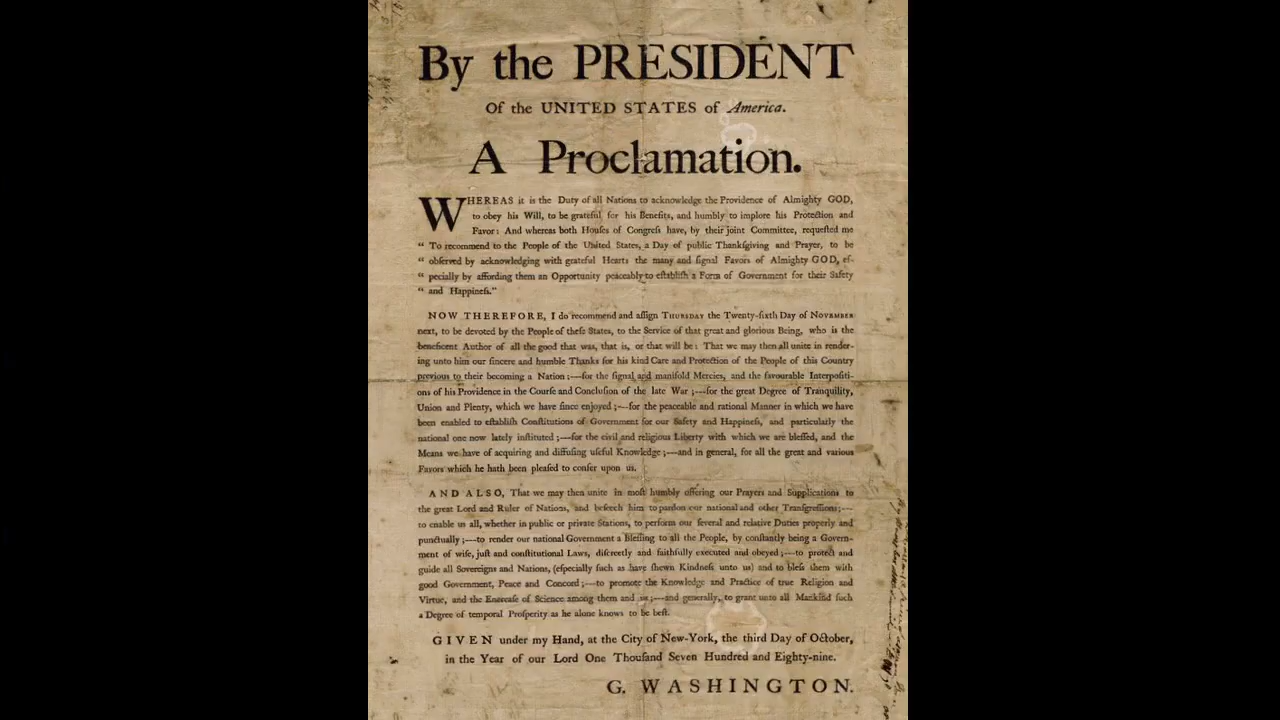 By the PRESIDENT
Of the UNITED STATES of America.
A Proclamation.
WHEREAS it is the Duty of all Nations to acknowledge the Providence of Almighty GOD,
to obey his Will, to be grateful for his Benefits, and humbly to implore his Protection and
Favor: And whereas both Houſes of Congreſs have, by their joint Committee, requeſted me
“ To recommend to the People of the United States, a Day of public Thankſgiving and Prayer, to be
“ obſerved by acknowledging with grateful Hearts the many and ſignal Favors of Almighty GOD, eſ-
“ pecially by affording them an Opportunity peaceably to eſtabliſh a Form of Government for their Safety
“ and Happineſs.”
NOW THEREFORE, I do recommend and aſſign THURSDAY the Twenty-ſixth Day of NOVEMBER
next, to be devoted by the People of theſe States, to the Service of that great and glorious Being, who is the
beneficent Author of all the good that was, that is, or that will be: That we may then all unite in render-
ing unto him our ſincere and humble Thanks for his kind Care and Protection of the People of this Country
previous to their becoming a Nation;—for the ſignal and manifold Mercies, and the favourable Interpoſiti-
ons of his Providence in the Courſe and Concluſion of the late War;—for the great Degree of Tranquility,
Union and Plenty, which we have ſince enjoyed;—for the peaceable and rational Manner in which we have
been enabled to eſtabliſh Conſtitutions of Government for our Safety and Happineſs, and particularly the
national one now lately inſtituted;—for the civil and religious Liberty with which we are bleſſed, and the
Means we have of acquiring and diffuſing uſeful Knowledge;—and in general, for all the great and various
Favors which he hath been pleaſed to confer upon us.
AND ALSO, That we may then unite in moſt humbly offering our Prayers and Supplications to
the great Lord and Ruler of Nations, and beſeech him to pardon our national and other Tranſgreſſions;—
to enable us all, whether in public or private Stations, to perform our ſeveral and relative Duties properly and
punctually;—to render our national Government a Bleſſing to all the People, by conſtantly being a Govern-
ment of wiſe, juſt and conſtitutional Laws, diſcreetly and faithfully executed and obeyed;—to protect and
guide all Sovereigns and Nations, (eſpecially ſuch as have ſhewn Kindneſs unto us) and to bleſs them with
good Government, Peace and Concord;—to promote the Knowledge and Practice of true Religion and
Virtue, and the Encreaſe of Science among them and us;—and generally, to grant unto all Mankind ſuch
a Degree of temporal Proſperity as he alone knows to be beſt.
GIVEN under my Hand, at the City of New-York, the third Day of October,
in the Year of our Lord One Thouſand Seven Hundred and Eighty-nine.
G. WASHINGTON.